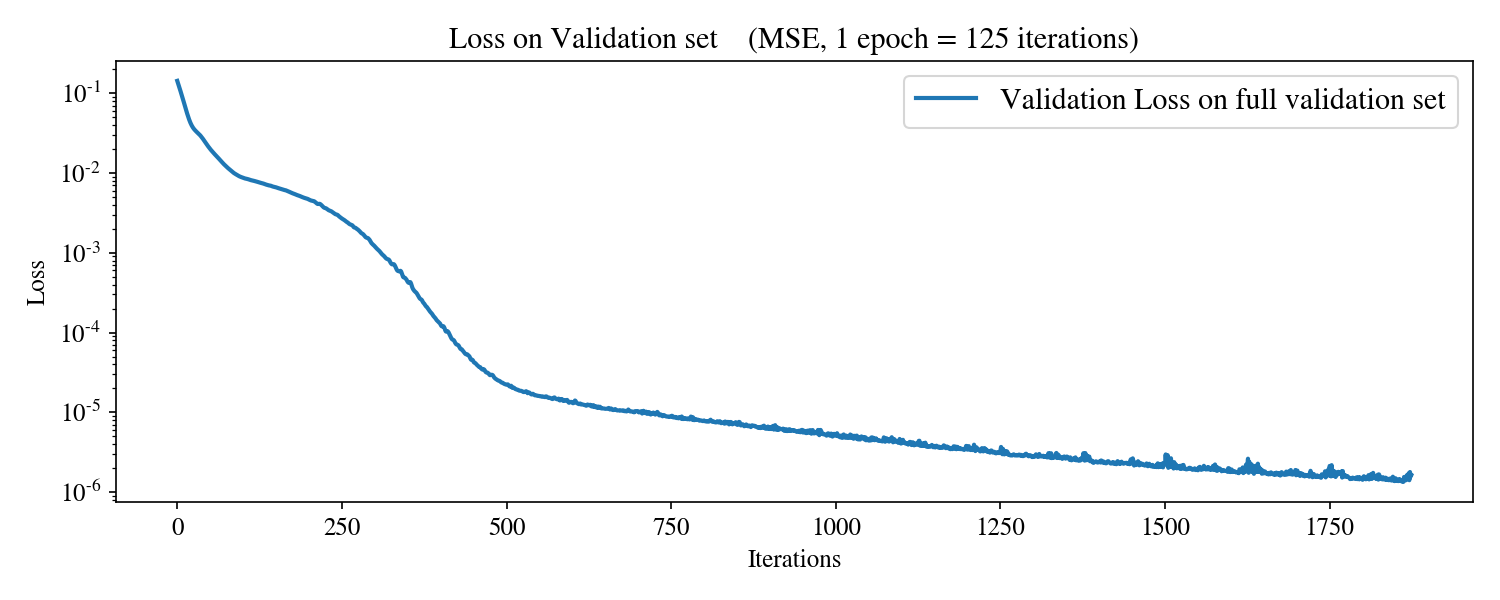 Loss on Validation set    (MSE, 1 epoch = 125 iterations)
Validation Loss on full validation set
Loss
10^-1
10^-2
10^-3
10^-4
10^-5
10^-6
0 250 500 750 1000 1250 1500 1750
Iterations